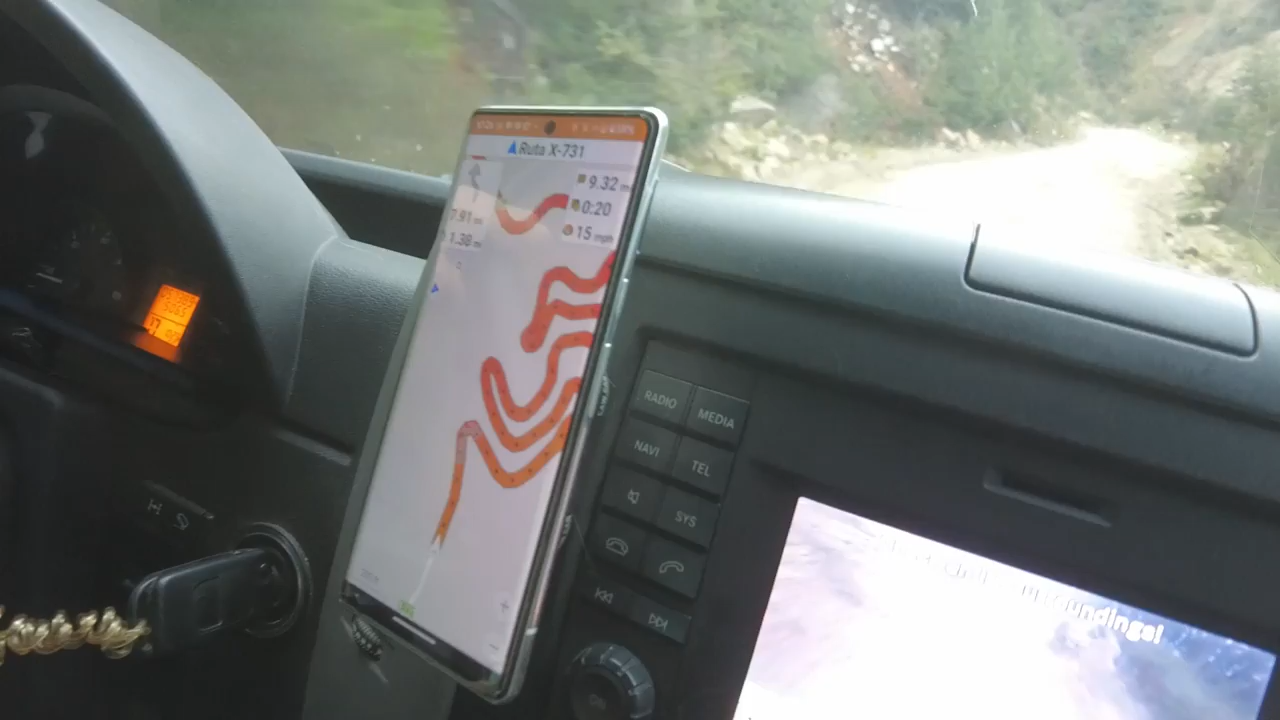 Ruta X-731
9.32 mi
0:20
15 mph
7.91 mi
1.38 mi
RADIO
MEDIA
NAVI
TEL
SYS
surroundings!